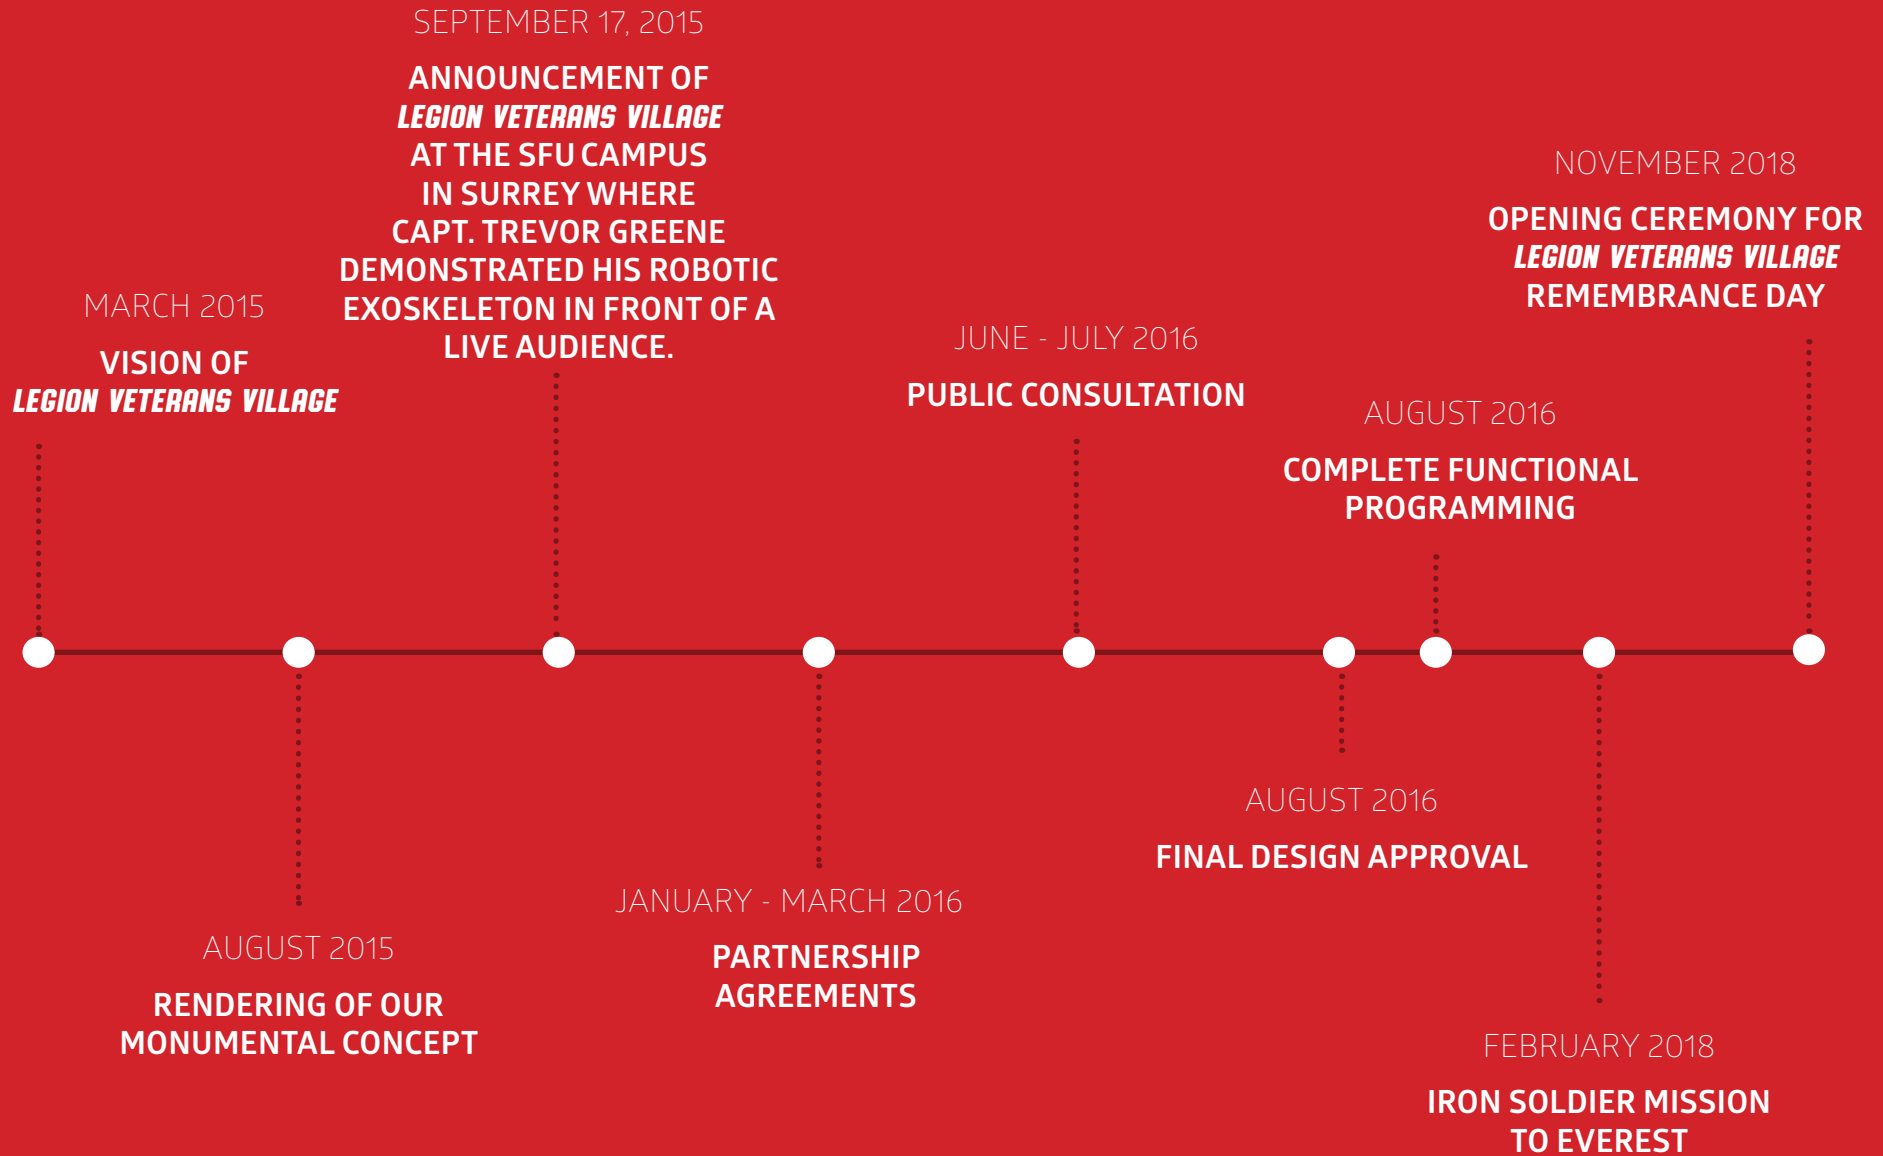 MARCH 2015
VISION OF
LEGION VETERANS VILLAGE
AUGUST 2015
RENDERING OF OUR
MONUMENTAL CONCEPT
SEPTEMBER 17, 2015
ANNOUNCEMENT OF
LEGION VETERANS VILLAGE
AT THE SFU CAMPUS
IN SURREY WHERE
CAPT. TREVOR GREENE
DEMONSTRATED HIS ROBOTIC
EXOSKELETON IN FRONT OF A
LIVE AUDIENCE.
JANUARY - MARCH 2016
PARTNERSHIP
AGREEMENTS
JUNE - JULY 2016
PUBLIC CONSULTATION
AUGUST 2016
FINAL DESIGN APPROVAL
AUGUST 2016
COMPLETE FUNCTIONAL
PROGRAMMING
FEBRUARY 2018
IRON SOLDIER MISSION
TO EVEREST
NOVEMBER 2018
OPENING CEREMONY FOR
LEGION VETERANS VILLAGE
REMEMBRANCE DAY